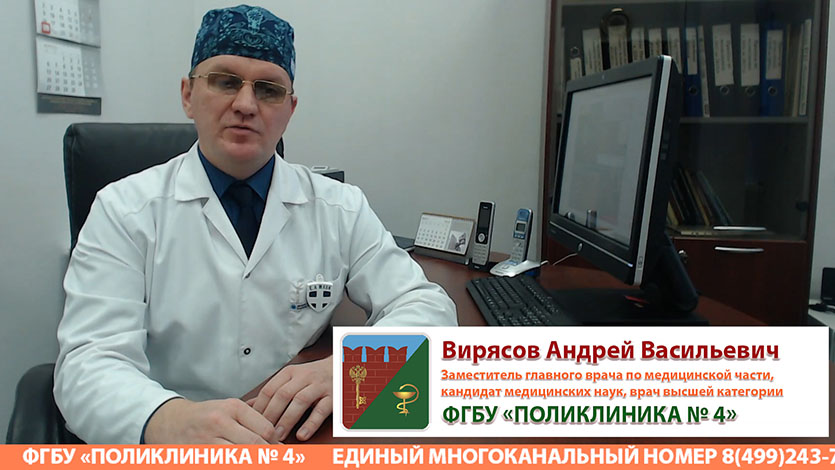 Вирясов Андрей Васильевич
Заместитель главного врача по медицинской части,
кандидат медицинских наук, врач высшей категории
ФГБУ «ПОЛИКЛИНИКА № 4»
ФГБУ «ПОЛИКЛИНИКА № 4» ЕДИНЫЙ МНОГОКАНАЛЬНЫЙ НОМЕР 8(499)243-